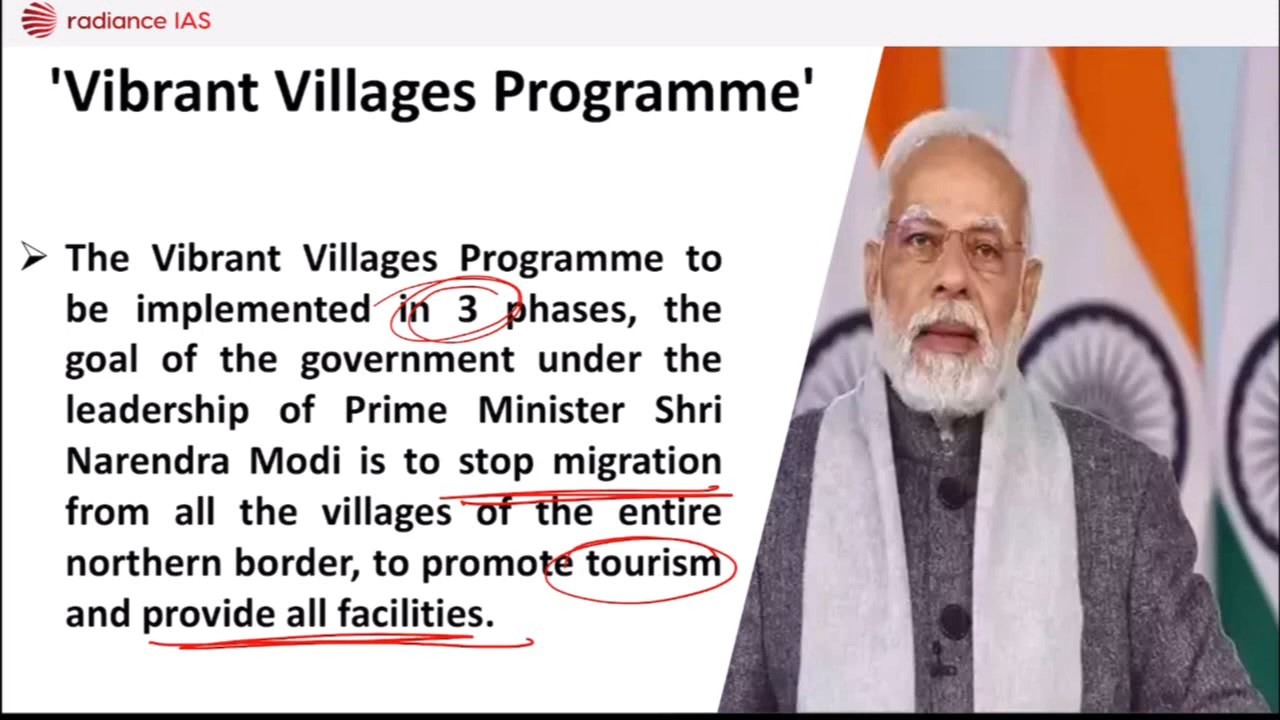 radiance IAS
'Vibrant Villages Programme'
The Vibrant Villages Programme to
be implemented in 3 phases, the
goal of the government under the
leadership of Prime Minister Shri
Narendra Modi is to stop migration
from all the villages of the entire
northern border, to promote tourism
and provide all facilities.